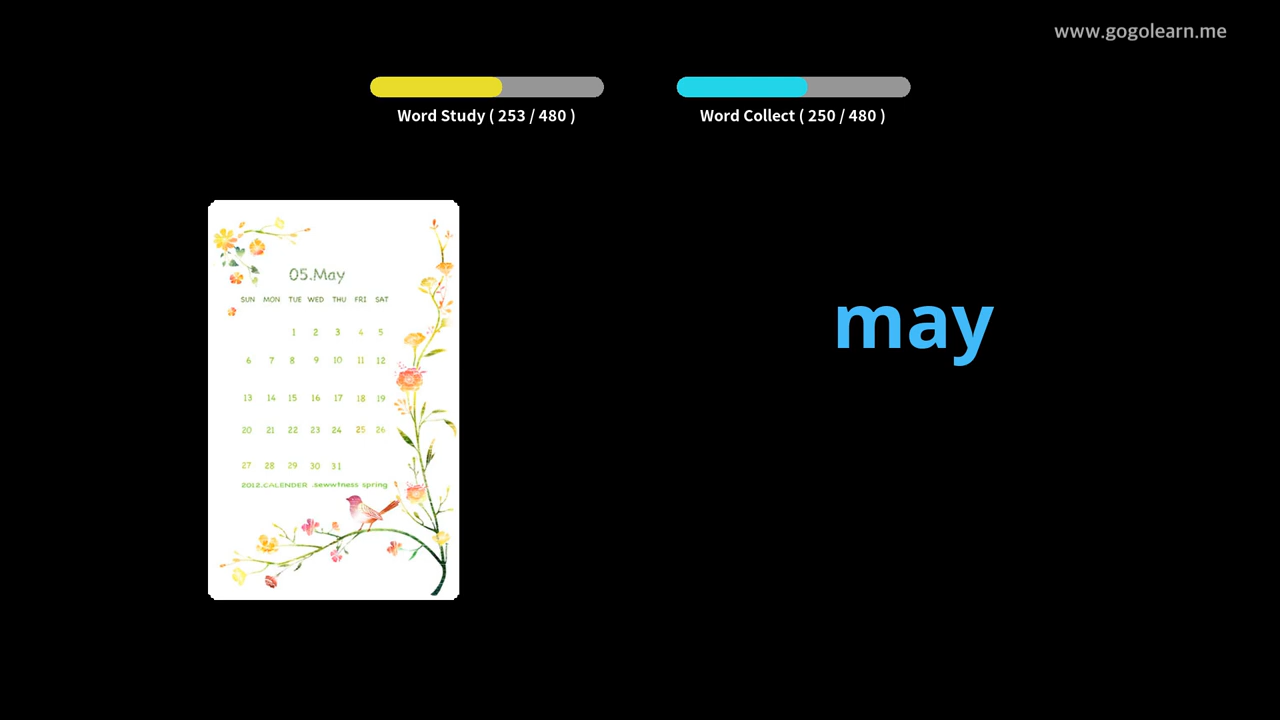 www.gogolearn.me
Word Study ( 253 / 480 )
Word Collect ( 250 / 480 )
05.May
SUN MON TUE WED THU FRI SAT
1 2 3 4 5
6 7 8 9 10 11 12
13 14 15 16 17 18 19
20 21 22 23 24 25 26
27 28 29 30 31
2012.CALENDER spring
may